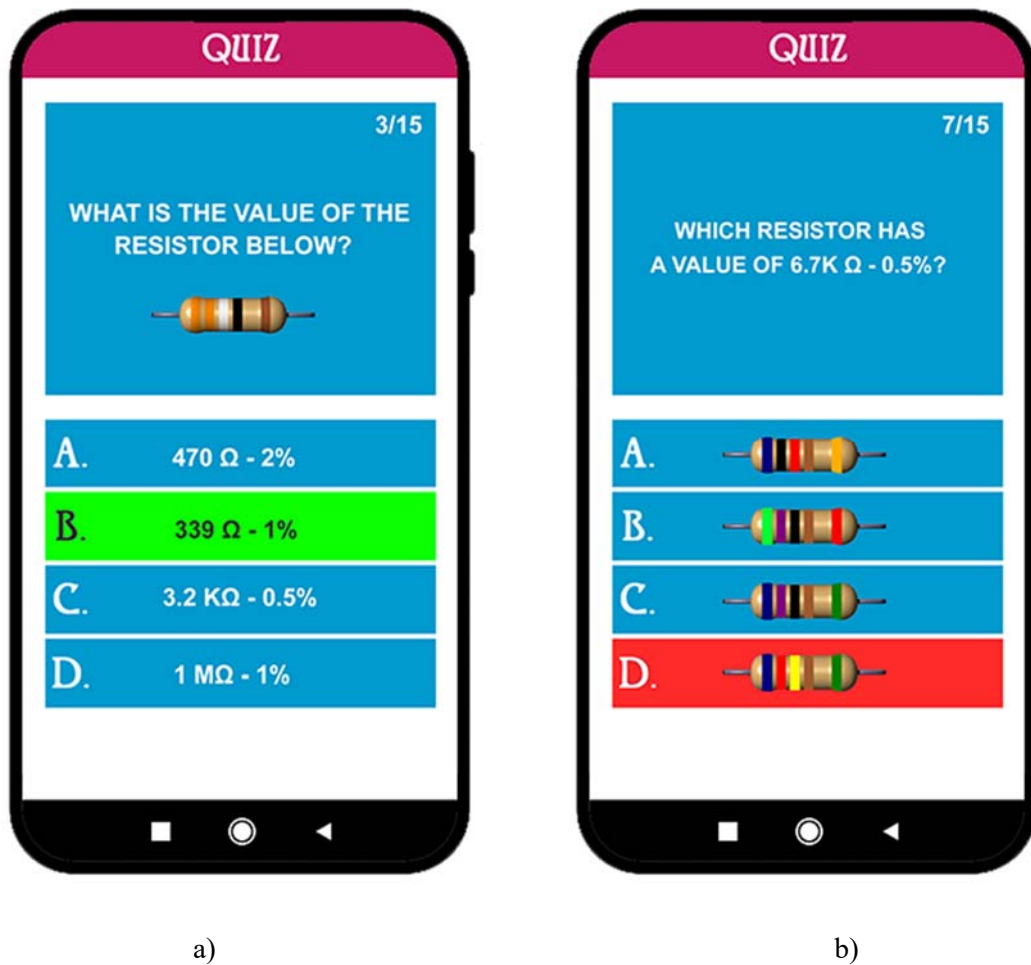 QUIZ
3/15
WHAT IS THE VALUE OF THE
RESISTOR BELOW?
A. 470 Ω - 2%
B. 339 Ω - 1%
C. 3.2 KΩ - 0.5%
D. 1 MΩ - 1%
a)
QUIZ
7/15
WHICH RESISTOR HAS
A VALUE OF 6.7K Ω - 0.5%?
A.
B.
C.
D.
b)